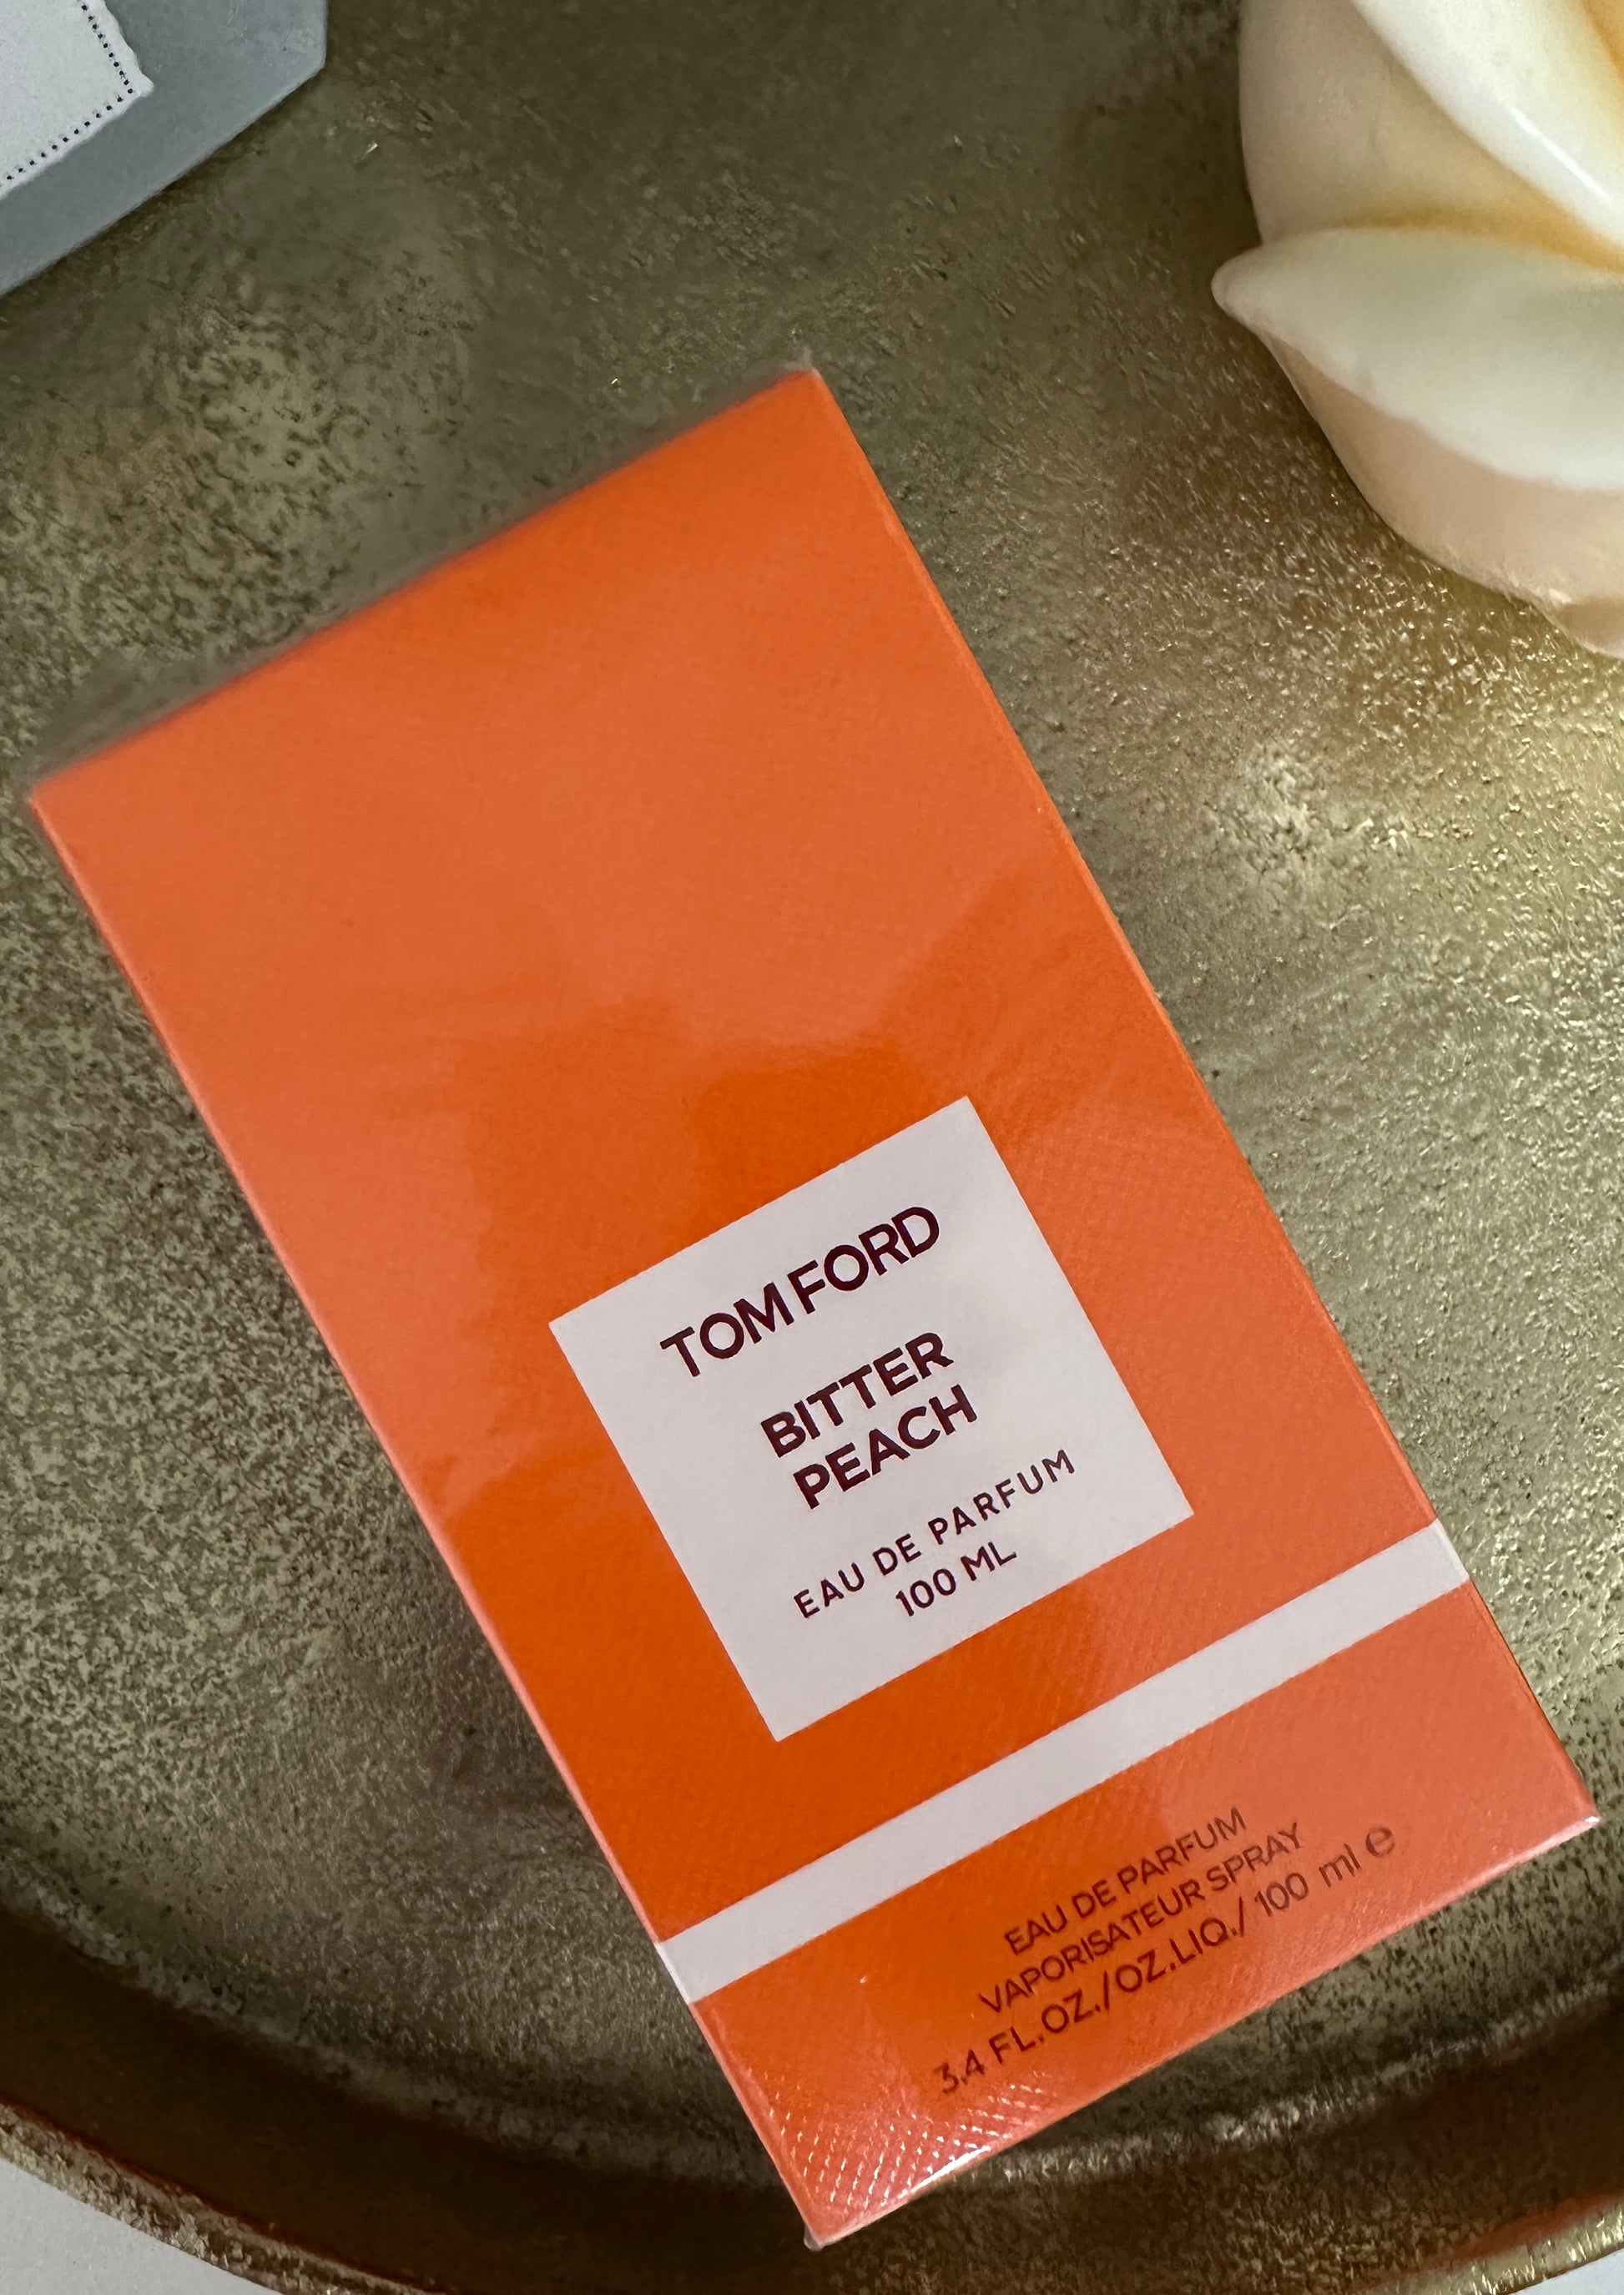 TOM FORD
BITTER
PEACH
EAU DE PARFUM
100 ML
EAU DE PARFUM
VAPORISATEUR SPRAY
3.4 FL.OZ./OZ.LIQ./ 100 ml ℮